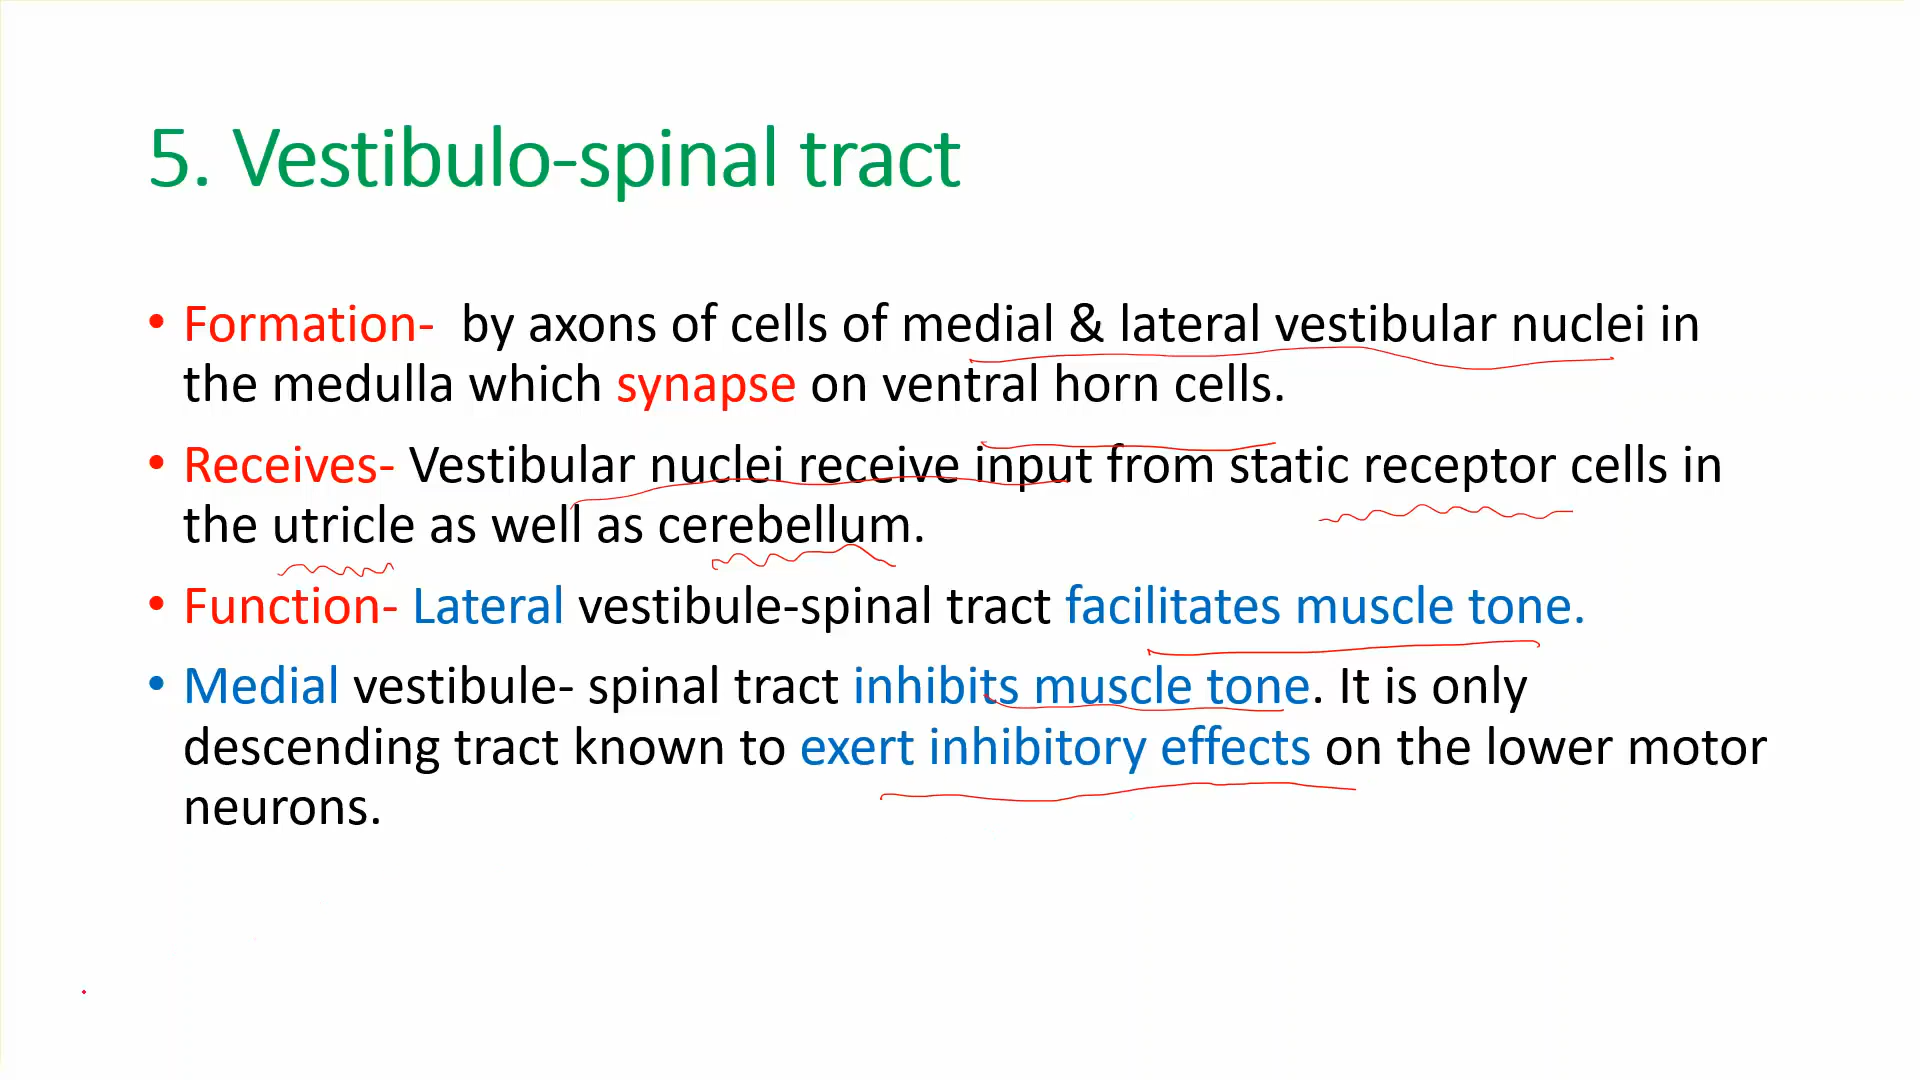 5. Vestibulo-spinal tract
• Formation- by axons of cells of medial & lateral vestibular nuclei in
the medulla which synapse on ventral horn cells.
• Receives- Vestibular nuclei receive input from static receptor cells in
the utricle as well as cerebellum.
• Function- Lateral vestibule-spinal tract facilitates muscle tone.
• Medial vestibule- spinal tract inhibits muscle tone. It is only
descending tract known to exert inhibitory effects on the lower motor
neurons.